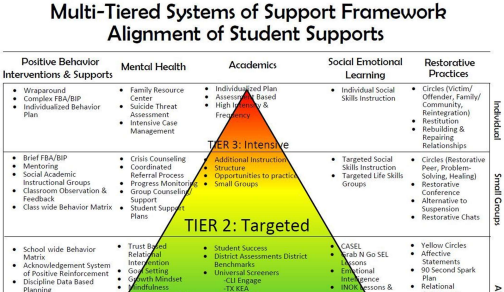 Multi-Tiered Systems of Support Framework
Alignment of Student Supports
Positive Behavior
Interventions & Supports
Mental Health
Academics
Social Emotional
Learning
Restorative
Practices
• Wraparound
• Complex FBA/BIP
• Individualized Behavior
Plan
• Family Resource
Center
• Suicide Threat
Assessment
• Intensive Case
Management
• Individualized Plan
• Assessment Based
• High Intensity &
Frequency
• Individual Social
Skills Instruction
• Circles (Victim/
Offender, Family/
Community,
Reintegration)
• Restitution
• Rebuilding &
Repairing
Relationships
Individual
TIER 3: Intensive
• Brief FBA/BIP
• Mentoring
• Social Academic
Instructional Groups
• Classroom Observation &
Feedback
• Class wide Behavior Matrix
• Crisis Counseling
• Coordinated
Referral Process
• Progress Monitoring
• Group Counseling/
Support
• Student Support
Plans
• Additional Instruction
• Structure
• Opportunities to practice
• Small Groups
• Targeted Social
Skills Instruction
• Targeted Life Skills
Groups
• Circles (Restorative
Peer, Problem-
Solving, Healing)
• Restorative
Conference
• Alternative to
Suspension
• Restorative Chats
Small Groups
TIER 2: Targeted
• School wide Behavior
Matrix
• Acknowledgement System
of Positive Reinforcement
• Discipline Data Based
Planning
• Trust Based
Relational
Intervention
• Goal Setting
• Growth Mindset
• Mindfulness
• Student Success
• District Assessments District
Benchmarks
• Universal Screeners
-CLI Engage
-TX KEA
• CASEL
• Grab N Go SEL
Lessons
• Emotional
Intelligence
• INOK Lessons &
• Yellow Circles
• Affective
Statements
• 90 Second Spark
Plan
• Relational